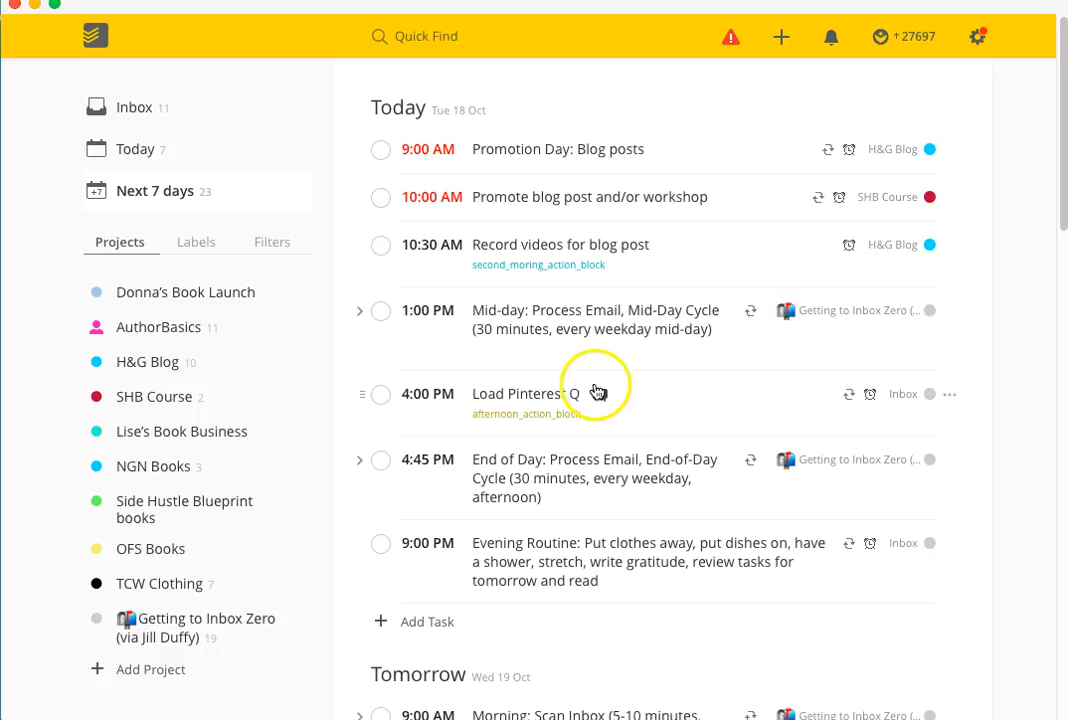 Quick Find
27697
Inbox 11
Today 7
+7 Next 7 days 23
Projects Labels Filters
Donna's Book Launch
AuthorBasics 11
H&G Blog 10
SHB Course 2
Lise's Book Business
NGN Books 3
Side Hustle Blueprint
books
OFS Books
TCW Clothing 7
Getting to Inbox Zero
(via Jill Duffy) 19
+ Add Project
Today Tue 18 Oct
9:00 AM Promotion Day: Blog posts H&G Blog
10:00 AM Promote blog post and/or workshop SHB Course
10:30 AM Record videos for blog post H&G Blog
second_moring_action_block
1:00 PM Mid-day: Process Email, Mid-Day Cycle Getting to Inbox Zero (...
(30 minutes, every weekday mid-day)
4:00 PM Load Pinterest Q Inbox
afternoon_action_block
4:45 PM End of Day: Process Email, End-of-Day Getting to Inbox Zero (...
Cycle (30 minutes, every weekday,
afternoon)
9:00 PM Evening Routine: Put clothes away, put dishes on, have Inbox
a shower, stretch, write gratitude, review tasks for
tomorrow and read
+ Add Task
Tomorrow Wed 19 Oct
9:00 AM Morning: Scan Inbox (5-10 minutes, Getting to Inbox Zero (...